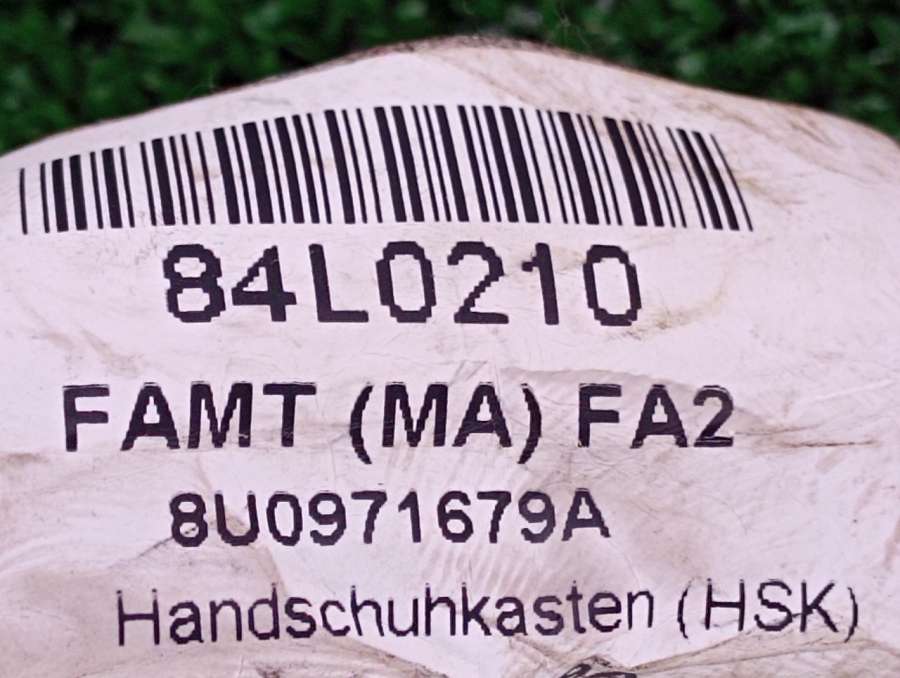 84L0210
FAMT (MA) FA2
8U0971679A
Handschuhkasten (HSK)